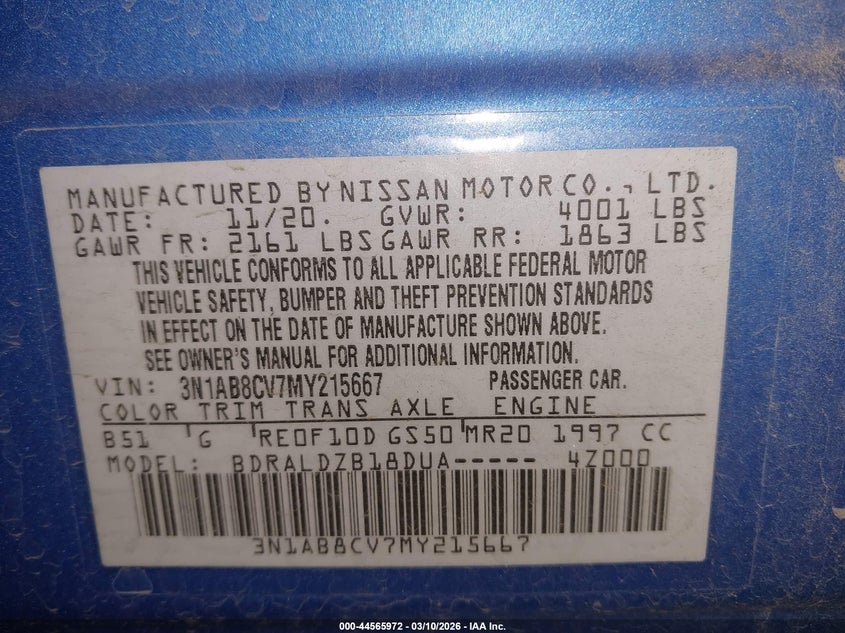 MANUFACTURED BY NISSAN MOTOR CO., LTD.
DATE: 11/20. GVWR: 4001 LBS
GAWR FR: 2161 LBS GAWR RR: 1863 LBS
THIS VEHICLE CONFORMS TO ALL APPLICABLE FEDERAL MOTOR
VEHICLE SAFETY, BUMPER AND THEFT PREVENTION STANDARDS
IN EFFECT ON THE DATE OF MANUFACTURE SHOWN ABOVE.
SEE OWNER'S MANUAL FOR ADDITIONAL INFORMATION.
VIN: 3N1AB8CV7MY215667 PASSENGER CAR.
COLOR TRIM TRANS AXLE ENGINE
B51 'G 'RE0F10D GS50'MR20 1997 CC
MODEL: BDRALDZB18DUA----- 4Z000
3N1AB8CV7MY215667
000-44565972 — 03/10/2026 — IAA Inc.